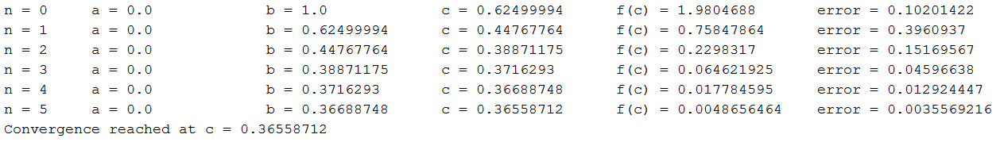 n = 0 a = 0.0 b = 1.0 c = 0.62499994 f(c) = 1.9804688 error = 0.10201422
n = 1 a = 0.0 b = 0.62499994 c = 0.44767764 f(c) = 0.75847864 error = 0.3960937
n = 2 a = 0.0 b = 0.44767764 c = 0.38871175 f(c) = 0.2298317 error = 0.15169567
n = 3 a = 0.0 b = 0.38871175 c = 0.3716293 f(c) = 0.064621925 error = 0.04596638
n = 4 a = 0.0 b = 0.3716293 c = 0.36688748 f(c) = 0.017784595 error = 0.012924447
n = 5 a = 0.0 b = 0.36688748 c = 0.36558712 f(c) = 0.0048656464 error = 0.0035569216
Convergence reached at c = 0.36558712